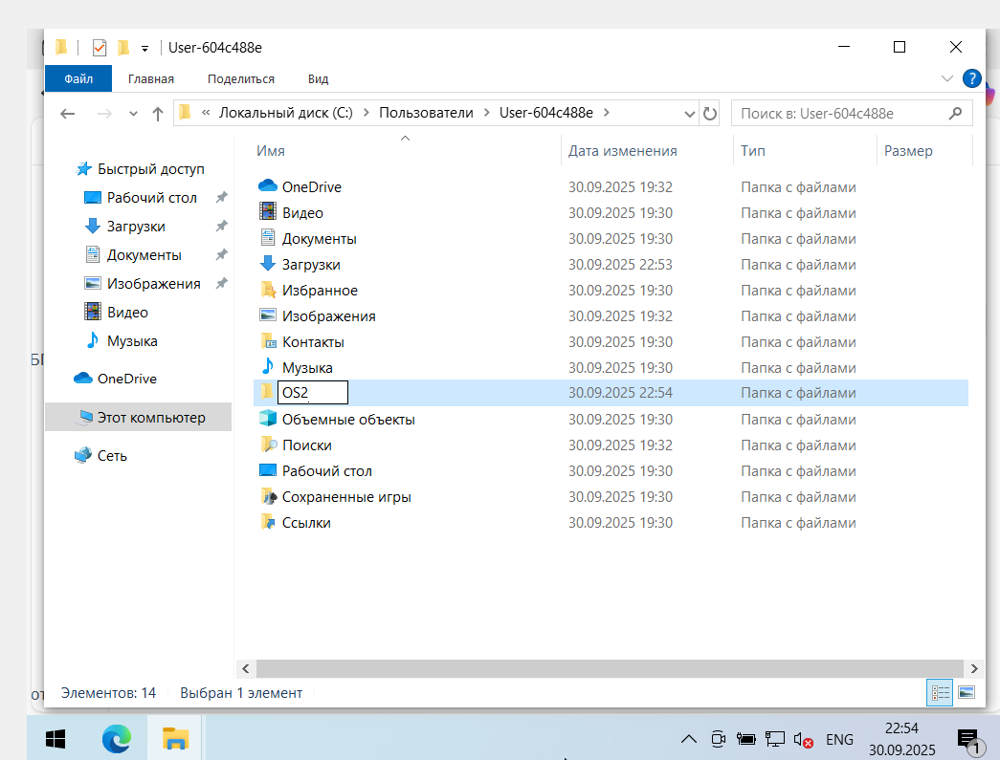 User-604c488e
Файл Главная Поделиться Вид
« Локальный диск (C:) > Пользователи > User-604c488e > Поиск в: User-604c488e
Имя Дата изменения Тип Размер
Быстрый доступ
Рабочий стол
Загрузки
Документы
Изображения
Видео
Музыка
OneDrive
Этот компьютер
Сеть
OneDrive 30.09.2025 19:32 Папка с файлами
Видео 30.09.2025 19:30 Папка с файлами
Документы 30.09.2025 19:30 Папка с файлами
Загрузки 30.09.2025 22:53 Папка с файлами
Избранное 30.09.2025 19:30 Папка с файлами
Изображения 30.09.2025 19:32 Папка с файлами
Контакты 30.09.2025 19:30 Папка с файлами
Музыка 30.09.2025 19:30 Папка с файлами
OS2 30.09.2025 22:54 Папка с файлами
Объемные объекты 30.09.2025 19:30 Папка с файлами
Поиски 30.09.2025 19:32 Папка с файлами
Рабочий стол 30.09.2025 19:30 Папка с файлами
Сохраненные игры 30.09.2025 19:30 Папка с файлами
Ссылки 30.09.2025 19:30 Папка с файлами
Элементов: 14 Выбран 1 элемент
ENG
22:54
30.09.2025
1